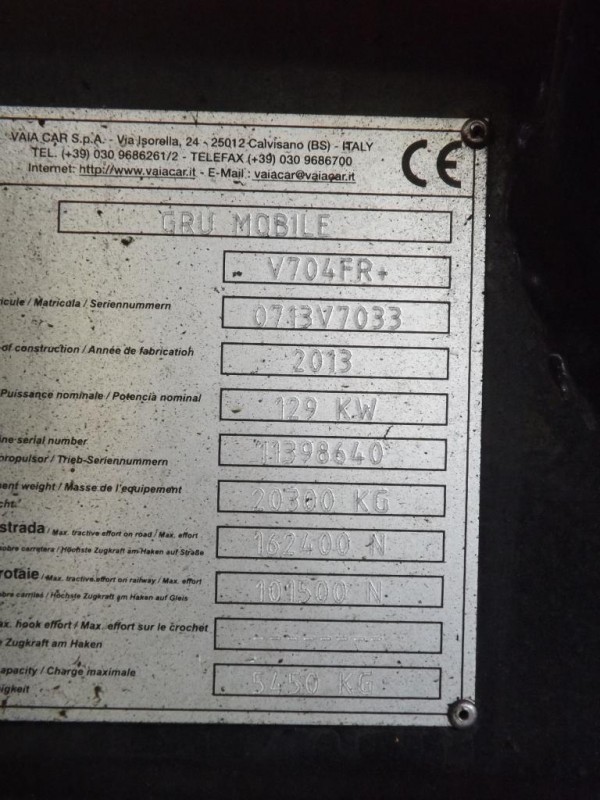 VAIA CAR S.p.A. - Via Isorella, 24 - 25012 Calvisano (BS) - ITALY
TEL. (+39) 030 9686261/2 - TELEFAX (+39) 030 9686700
Internet: http://www.vaiacar.it - E-Mail : vaiacar@vaiacar.it
CE
GRU MOBILE
V704FR
icule / Matricula / Seriennummern
0713V7033
of construction / Année de fabrication
2013
Puissance nominale / Potencia nominal
129 KW
ine serial number
propulsor / Trieb-Seriennummern
11398640
ment weight / Masse de l'equipement
cht.
20300 KG
strada / Max. tractive effort on road / Max. effort
obre carretera / Höchste Zugkraft am Haken auf Straße
162400 N
rotaie / Max. tractive effort on railway / Max. effort
obre carriles / Höchste Zugkraft am Haken auf Gleis
101500 N
ax. hook effort / Max. effort sur le crochet
e Zugkraft am Haken
----------
capacity / Charge maximale
igkeit
5450 KG